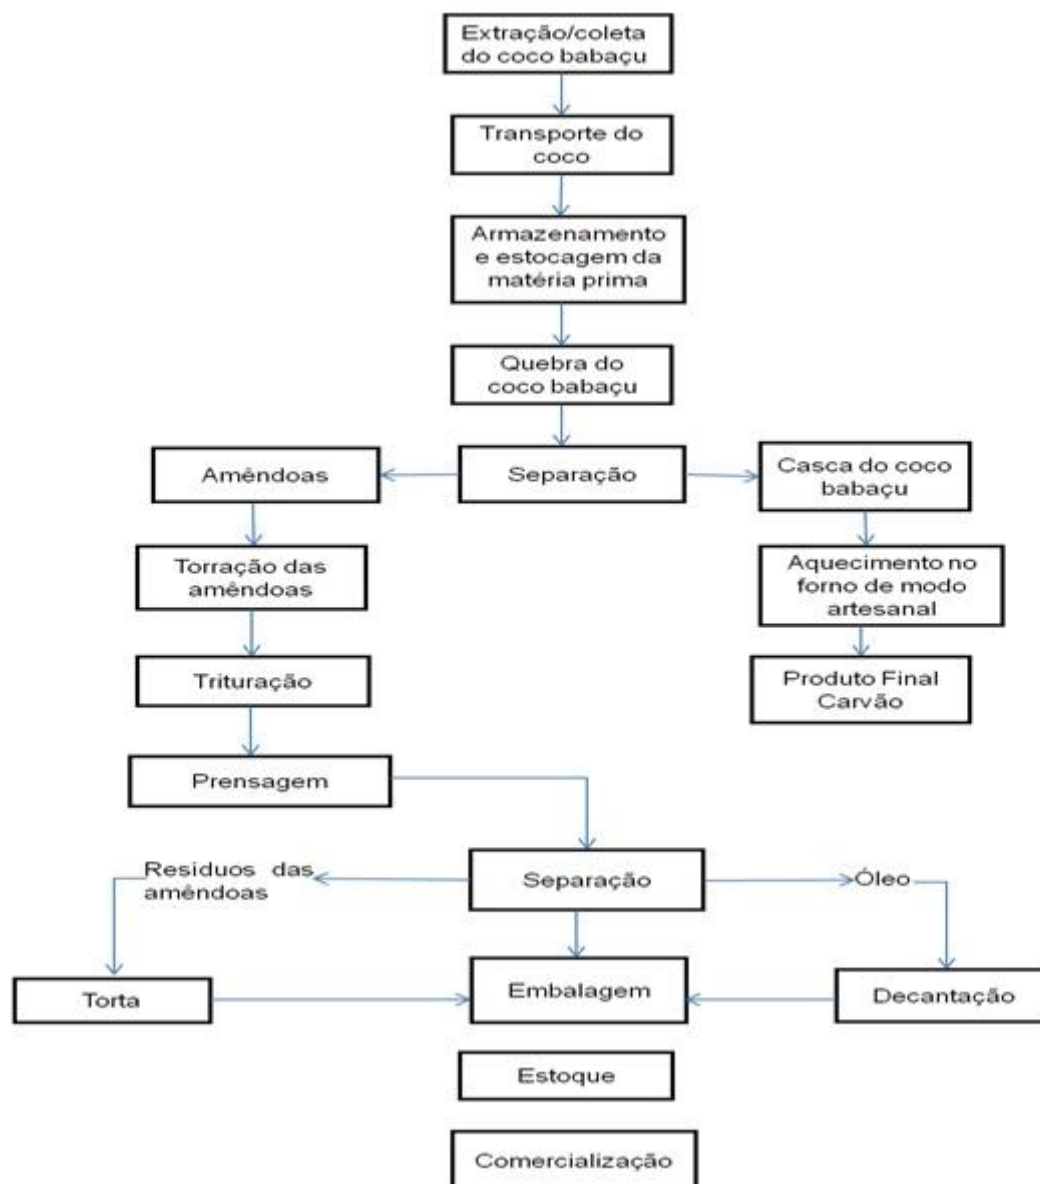 Extração/coleta
do coco babaçu
Transporte do
coco
Armazenamento
e estocagem da
matéria prima
Quebra do
coco babaçu
Amêndoas
Separação
Casca do coco
babaçu
Torração das
amêndoas
Aquecimento no
forno de modo
artesanal
Trituração
Produto Final
Carvão
Prensagem
Resíduos das
amêndoas
Separação
Óleo
Torta
Embalagem
Decantação
Estoque
Comercialização